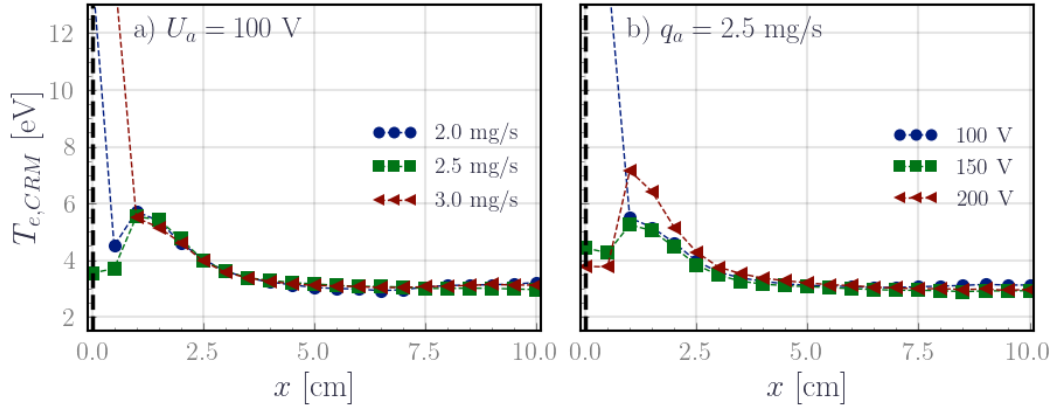 a) U_a = 100 V
b) q_a = 2.5 mg/s
T_{e,CRM} [eV]
12
10
8
6
4
2
2.0 mg/s
2.5 mg/s
3.0 mg/s
100 V
150 V
200 V
0.0 2.5 5.0 7.5 10.0
0.0 2.5 5.0 7.5 10.0
x [cm]
x [cm]